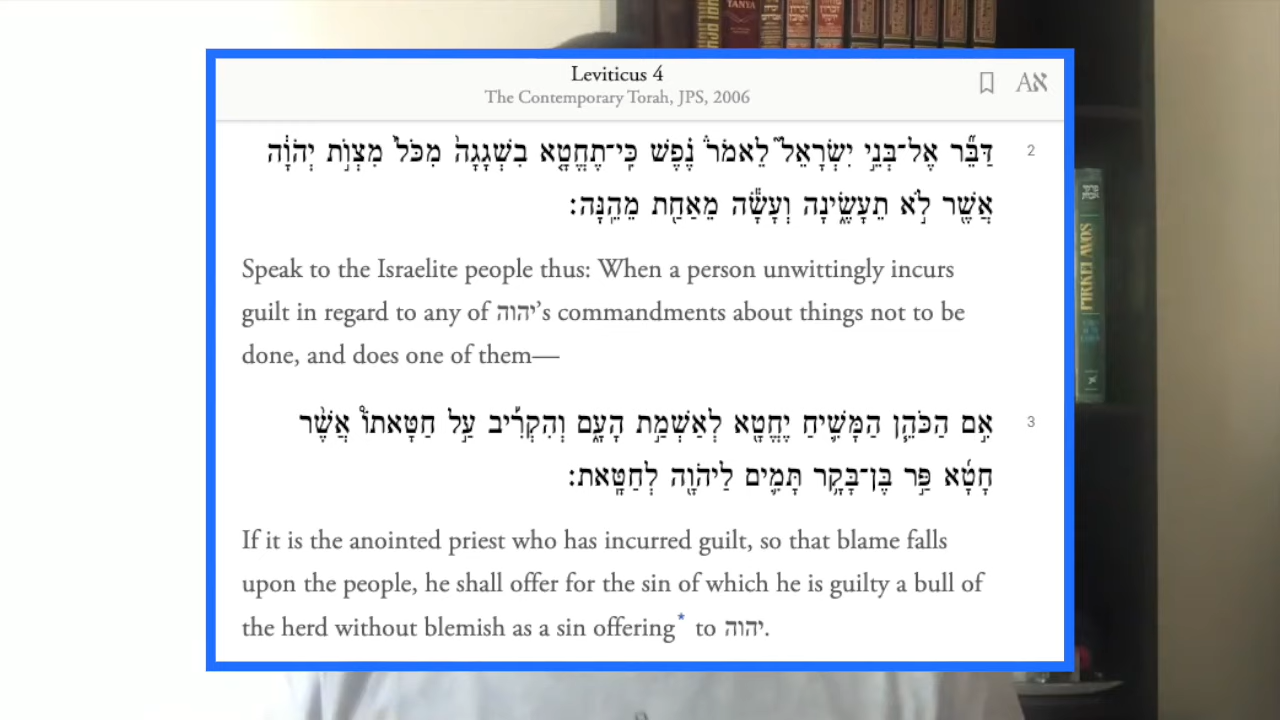 TANYA
Leviticus 4
The Contemporary Torah, JPS, 2006
דַּבֵּ֞ר אֶל־בְּנֵ֣י יִשְׂרָאֵל֮ לֵאמֹר֒ נֶ֗פֶשׁ כִּֽי־תֶחֱטָ֤א בִשְׁגָגָה֙ מִכֹּל֙ מִצְוֺ֣ת יְהֹוָ֔ה 2
אֲשֶׁ֖ר לֹ֣א תֵעָשֶׂ֑ינָה וְעָשָׂ֕ה מֵאַחַ֖ת מֵהֵֽנָּה׃
Speak to the Israelite people thus: When a person unwittingly incurs
guilt in regard to any of יהוה’s commandments about things not to be
done, and does one of them—
אִ֣ם הַכֹּהֵ֧ן הַמָּשִׁ֛יחַ יֶחֱטָ֖א לְאַשְׁמַ֣ת הָעָ֑ם וְהִקְרִ֡יב עַ֣ל חַטָּאתוֹ֩ אֲשֶׁ֨ר 3
חָטָ֜א פַּ֣ר בֶּן־בָּקָ֥ר תָּמִ֛ים לַיהֹוָ֖ה לְחַטָּֽאת׃
If it is the anointed priest who has incurred guilt, so that blame falls
upon the people, he shall offer for the sin of which he is guilty a bull of
the herd without blemish as a sin offering* to יהוה.
PIRKEI AVOS